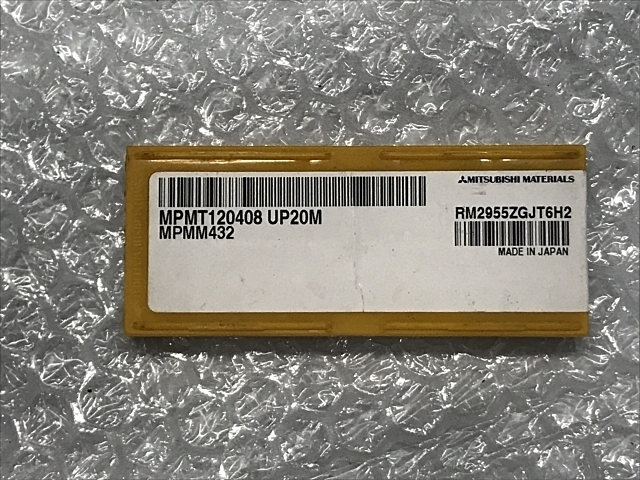 MITSUBISHI MATERIALS
MPMT120408 UP20M
MPMM432
RM2955ZGJT6H2
MADE IN JAPAN